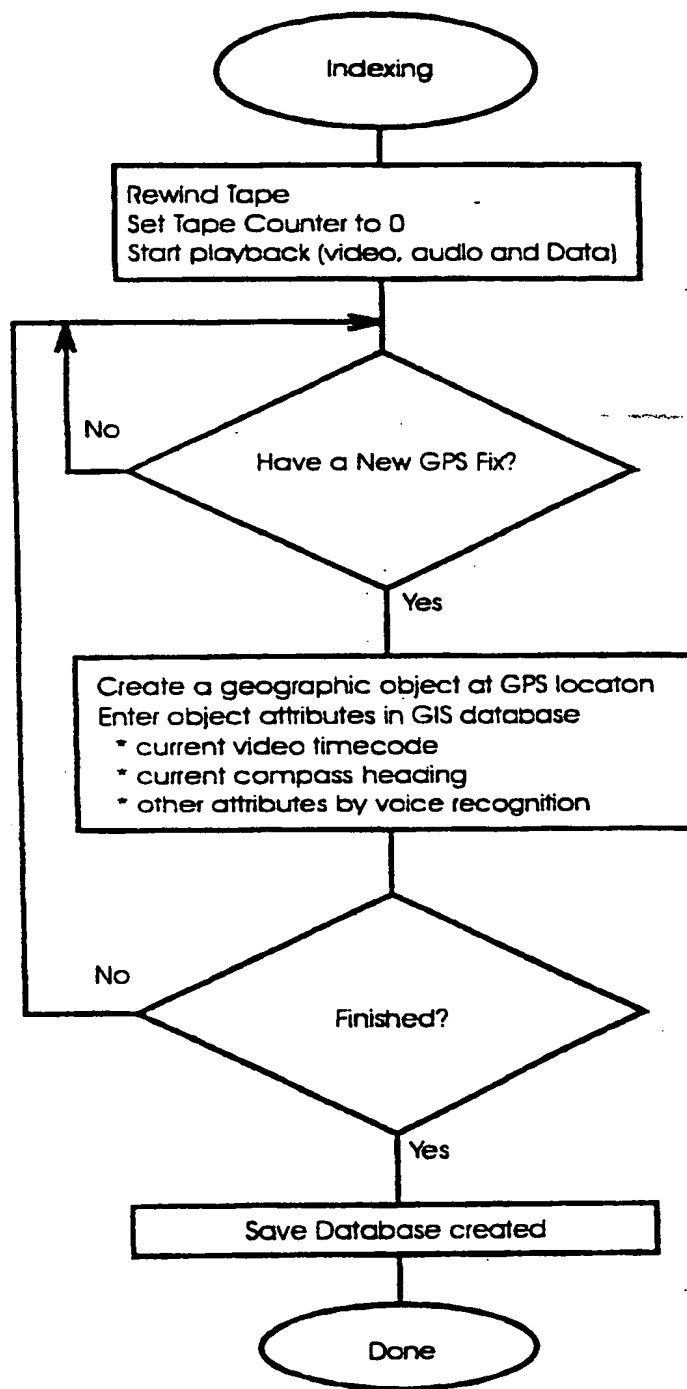 Indexing
Rewind Tape
Set Tape Counter to 0
Start playback (video, audio and Data)
No
Have a New GPS Fix?
Yes
Create a geographic object at GPS locaton
Enter object attributes in GIS database
* current video timecode
* current compass heading
* other attributes by voice recognition
No
Finished?
Yes
Save Database created
Done